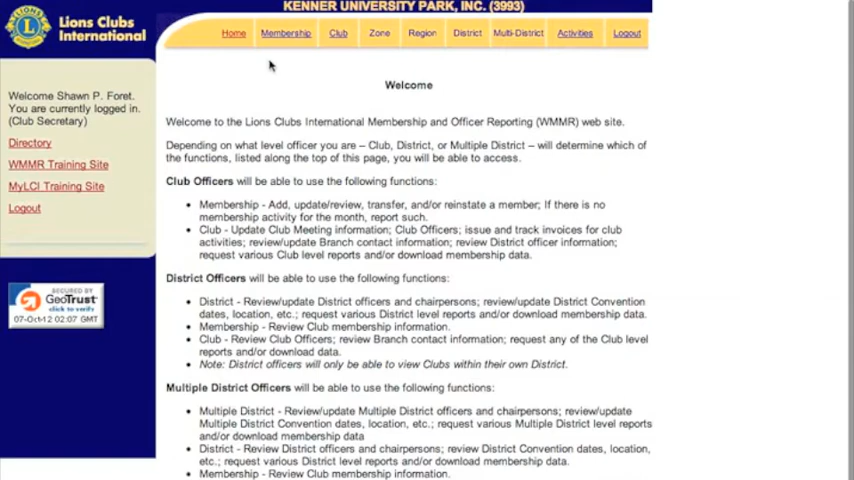 KENNER UNIVERSITY PARK, INC. (3993)
Lions Clubs
International
Home Membership Club Zone Region District Multi-District Activities Logout
Welcome Shawn P. Foret.
You are currently logged in.
(Club Secretary)
Directory
WMMR Training Site
MyLCI Training Site
Logout
SECURED BY
GeoTrust
click to verify
07-Oct-12 02:07 GMT
Welcome
Welcome to the Lions Clubs International Membership and Officer Reporting (WMMR) web site.
Depending on what level officer you are – Club, District, or Multiple District – will determine which of
the functions, listed along the top of this page, you will be able to access.
Club Officers will be able to use the following functions:
• Membership - Add, update/review, transfer, and/or reinstate a member; If there is no
membership activity for the month, report such.
• Club - Update Club Meeting information; Club Officers; issue and track invoices for club
activities; review/update Branch contact information; review District officer information;
request various Club level reports and/or download membership data.
District Officers will be able to use the following functions:
• District - Review/update District officers and chairpersons; review/update District Convention
dates, location, etc.; request various District level reports and/or download membership data.
• Membership - Review Club membership information.
• Club - Review Club Officers; review Branch contact information; request any of the Club level
reports and/or download data.
• Note: District officers will only be able to view Clubs within their own District.
Multiple District Officers will be able to use the following functions:
• Multiple District - Review/update Multiple District officers and chairpersons; review/update
Multiple District Convention dates, location, etc.; request various Multiple District level reports
and/or download membership data
• District - Review District officers and chairpersons; review District Convention dates, location,
etc.; request various District level reports and/or download membership data.
• Membership - Review Club membership information.